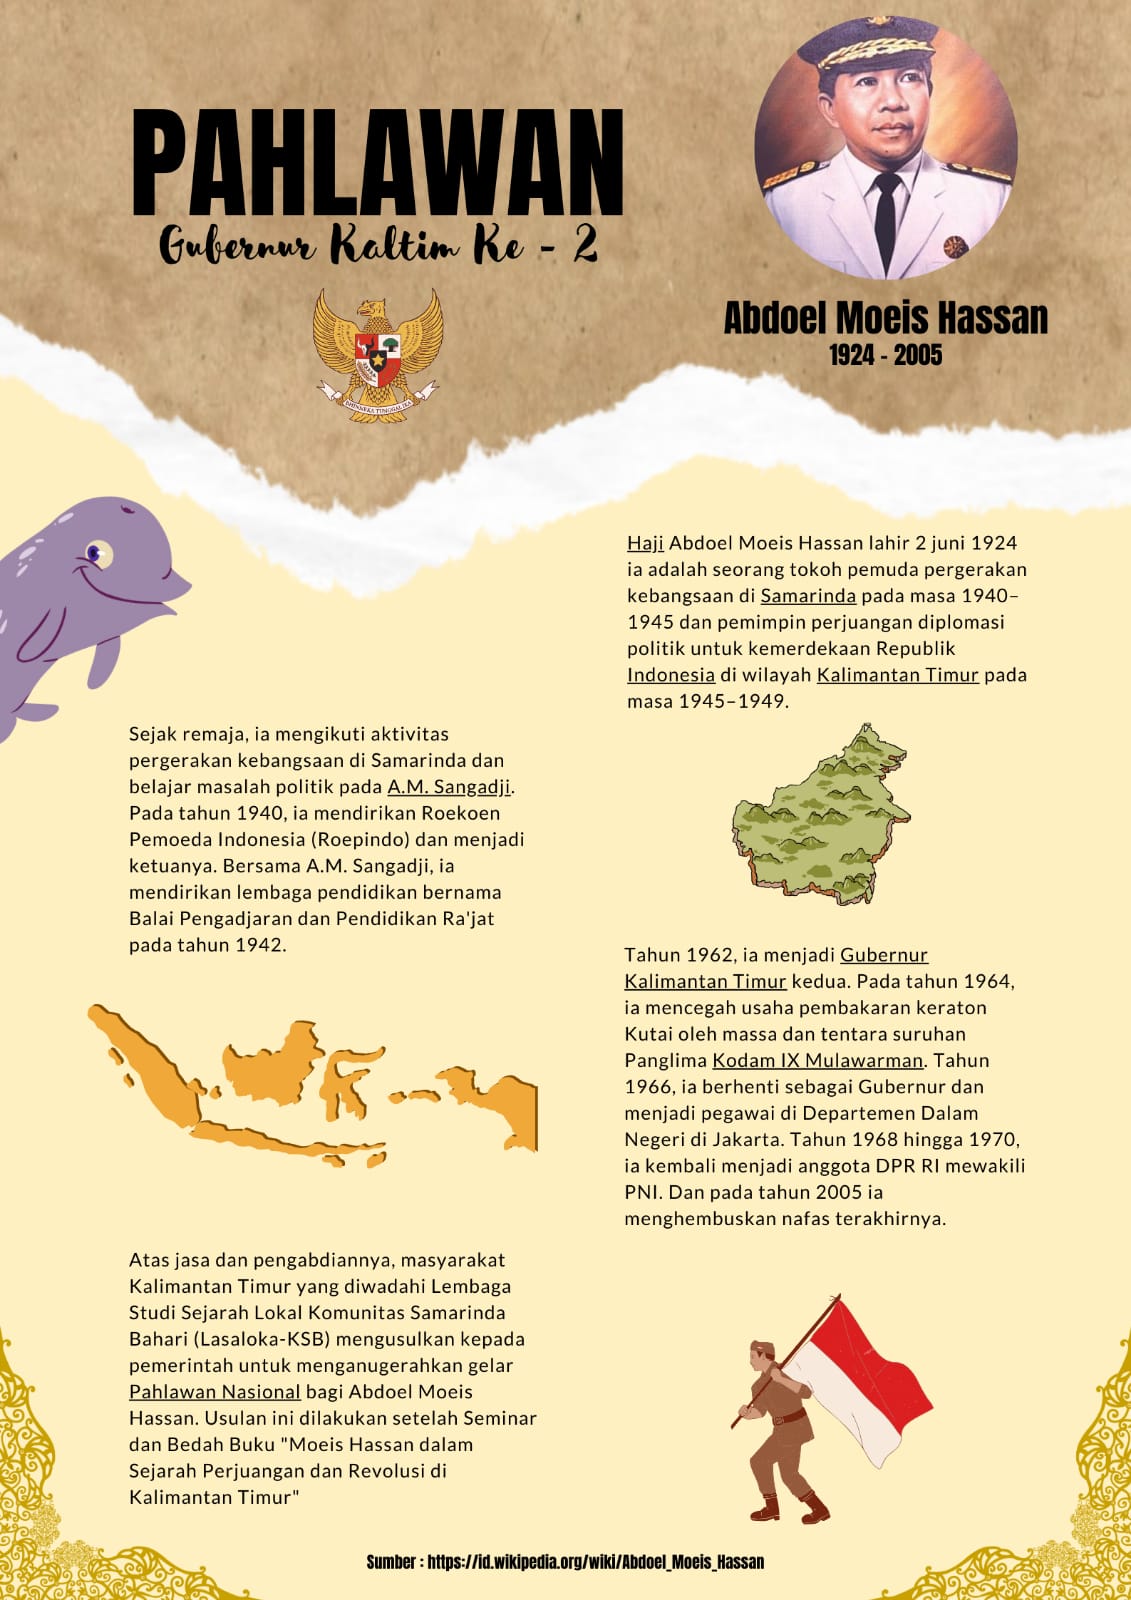 PAHLAWAN
Gubernur Kaltim Ke - 2
BHINNEKA TUNGGAL IKA
Abdoel Moeis Hassan
1924 - 2005
Haji Abdoel Moeis Hassan lahir 2 juni 1924
ia adalah seorang tokoh pemuda pergerakan
kebangsaan di Samarinda pada masa 1940–
1945 dan pemimpin perjuangan diplomasi
politik untuk kemerdekaan Republik
Indonesia di wilayah Kalimantan Timur pada
masa 1945–1949.
Sejak remaja, ia mengikuti aktivitas
pergerakan kebangsaan di Samarinda dan
belajar masalah politik pada A.M. Sangadji.
Pada tahun 1940, ia mendirikan Roekoen
Pemoeda Indonesia (Roepindo) dan menjadi
ketuanya. Bersama A.M. Sangadji, ia
mendirikan lembaga pendidikan bernama
Balai Pengadjaran dan Pendidikan Ra'jat
pada tahun 1942.
Tahun 1962, ia menjadi Gubernur
Kalimantan Timur kedua. Pada tahun 1964,
ia mencegah usaha pembakaran keraton
Kutai oleh massa dan tentara suruhan
Panglima Kodam IX Mulawarman. Tahun
1966, ia berhenti sebagai Gubernur dan
menjadi pegawai di Departemen Dalam
Negeri di Jakarta. Tahun 1968 hingga 1970,
ia kembali menjadi anggota DPR RI mewakili
PNI. Dan pada tahun 2005 ia
menghembuskan nafas terakhirnya.
Atas jasa dan pengabdiannya, masyarakat
Kalimantan Timur yang diwadahi Lembaga
Studi Sejarah Lokal Komunitas Samarinda
Bahari (Lasaloka-KSB) mengusulkan kepada
pemerintah untuk menganugerahkan gelar
Pahlawan Nasional bagi Abdoel Moeis
Hassan. Usulan ini dilakukan setelah Seminar
dan Bedah Buku "Moeis Hassan dalam
Sejarah Perjuangan dan Revolusi di
Kalimantan Timur"
Sumber : https://id.wikipedia.org/wiki/Abdoel_Moeis_Hassan